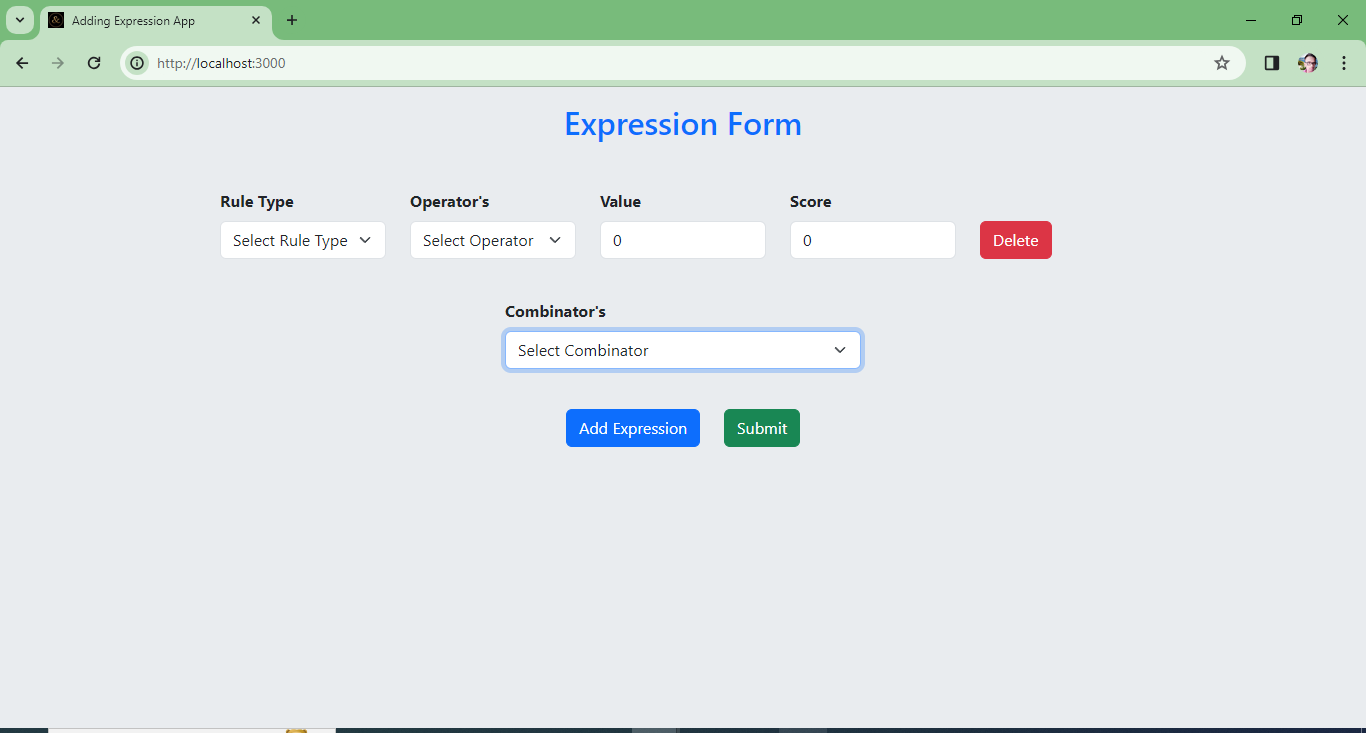 Adding Expression App
http://localhost:3000
Expression Form
Rule Type Operator's Value Score
Select Rule Type Select Operator 0 0 Delete
Combinator's
Select Combinator
Add Expression Submit